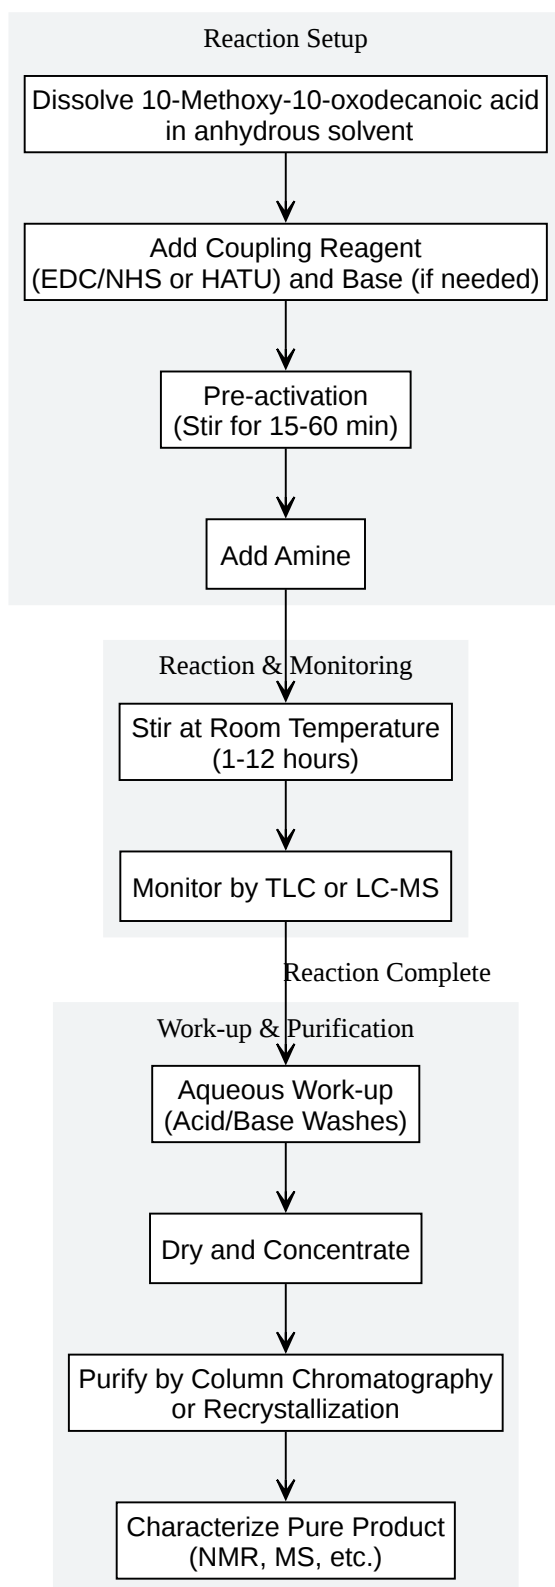 Reaction Setup
Dissolve 10-Methoxy-10-oxodecanoic acid
in anhydrous solvent
Add Coupling Reagent
(EDC/NHS or HATU) and Base (if needed)
Pre-activation
(Stir for 15-60 min)
Add Amine
Reaction & Monitoring
Stir at Room Temperature
(1-12 hours)
Monitor by TLC or LC-MS
Reaction Complete
Work-up & Purification
Aqueous Work-up
(Acid/Base Washes)
Dry and Concentrate
Purify by Column Chromatography
or Recrystallization
Characterize Pure Product
(NMR, MS, etc.)